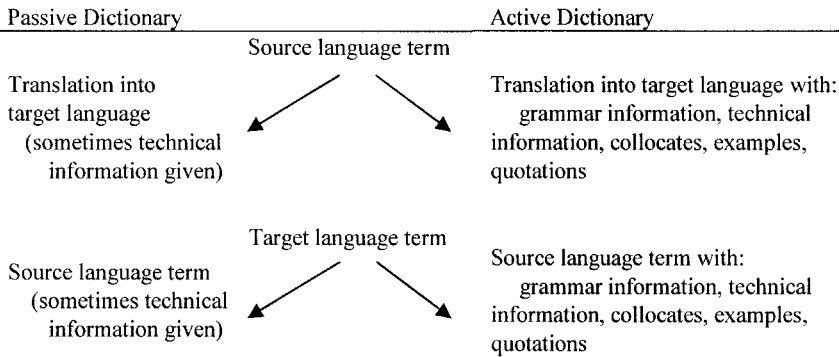 Passive Dictionary Active Dictionary
Source language term
Translation into
target language
(sometimes technical
information given)
Translation into target language with:
grammar information, technical
information, collocates, examples,
quotations
Target language term
Source language term
(sometimes technical
information given)
Source language term with:
grammar information, technical
information, collocates, examples,
quotations